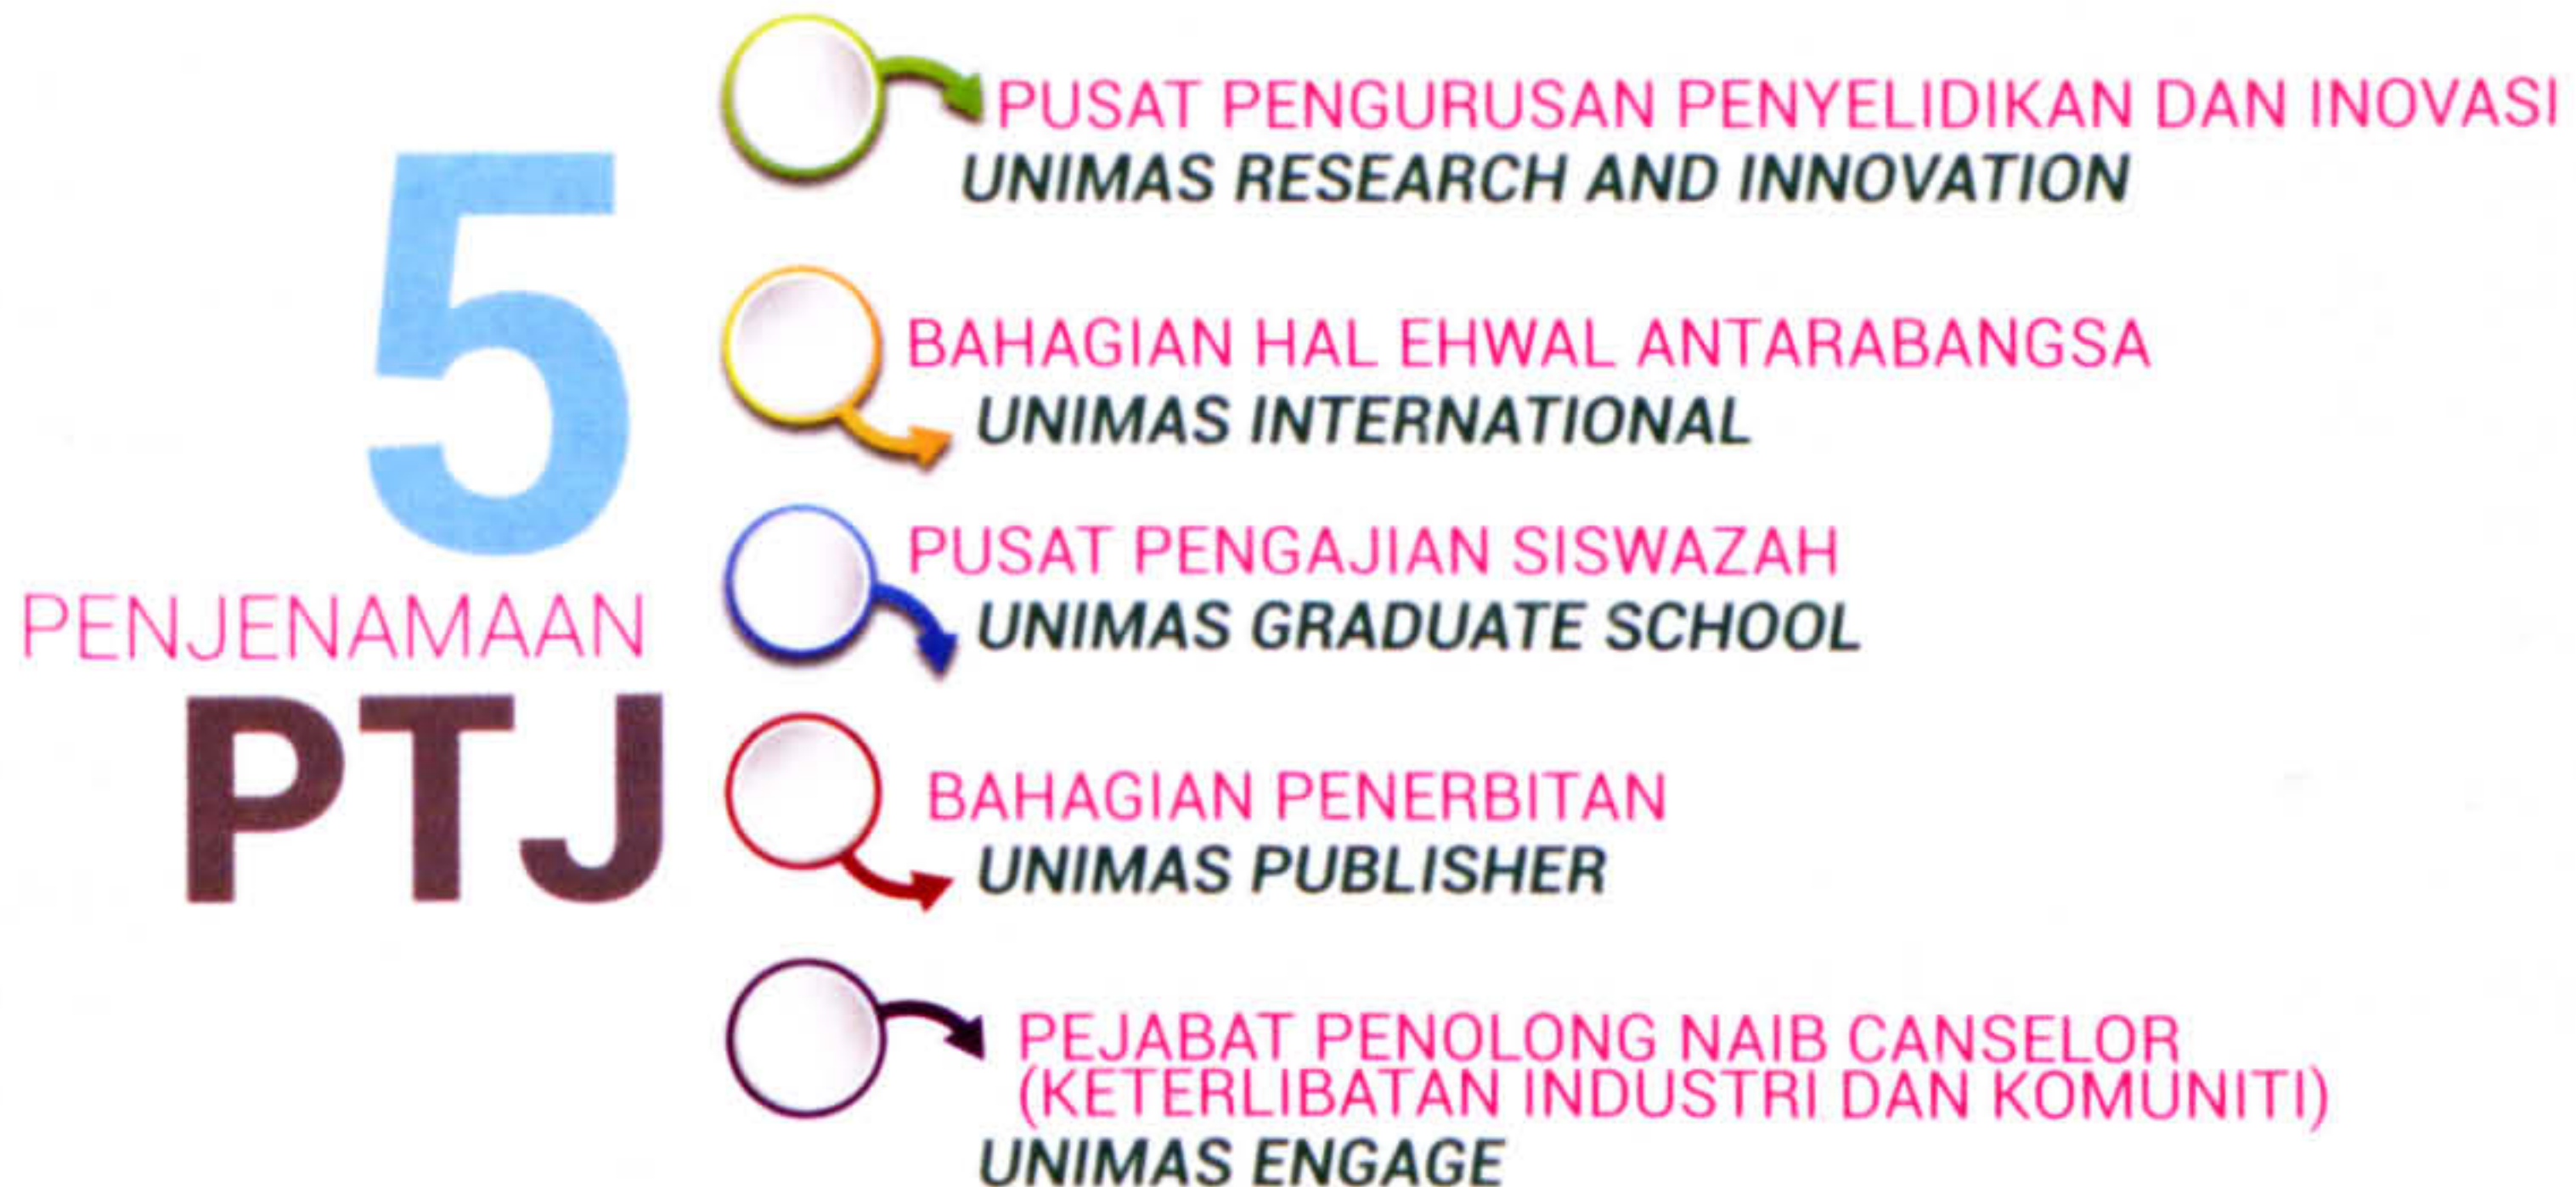 5
PENJENAMAAN
PTJ
PUSAT PENGURUSAN PENYELIDIKAN DAN INOVASI
UNIMAS RESEARCH AND INNOVATION
BAHAGIAN HAL EHWAL ANTARABANGSA
UNIMAS INTERNATIONAL
PUSAT PENGAJIAN SISWAZAH
UNIMAS GRADUATE SCHOOL
BAHAGIAN PENERBITAN
UNIMAS PUBLISHER
PEJABAT PENOLONG NAIB CANSELOR
(KETERLIBATAN INDUSTRI DAN KOMUNITI)
UNIMAS ENGAGE